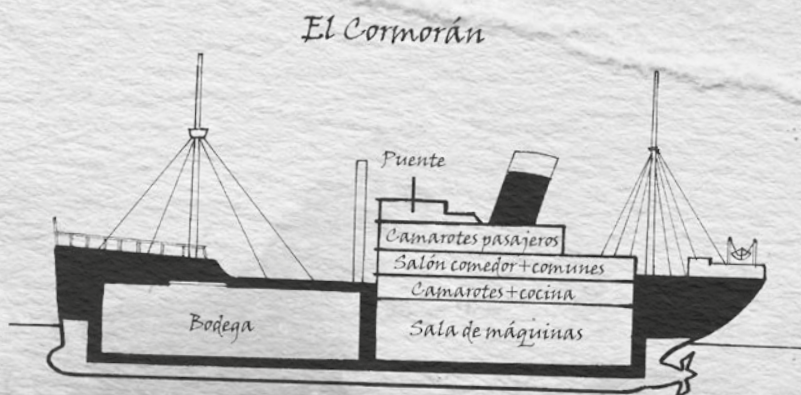 El Cormorán
Puente
Camarotes pasajeros
Salón comedor+comunes
Camarotes+cocina
Bodega
Sala de máquinas